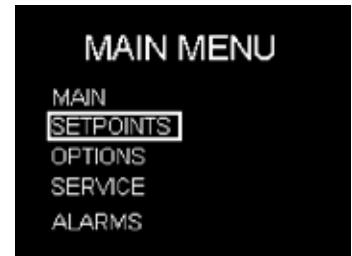 MAIN MENU
MAIN
SETPOINTS
OPTIONS
SERVICE
ALARMS